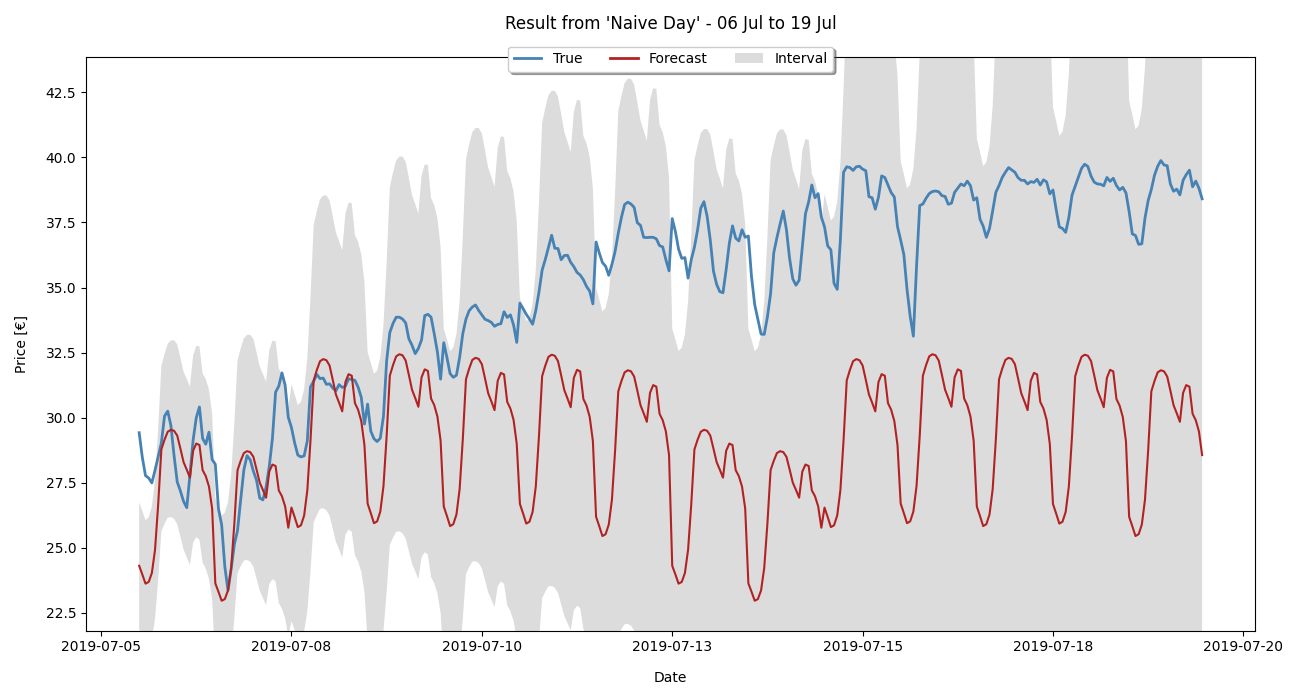 Result from 'Naive Day' - 06 Jul to 19 Jul
True Forecast Interval
42.5
40.0
37.5
35.0
32.5
30.0
27.5
25.0
22.5
Price [€]
2019-07-05 2019-07-08 2019-07-10 2019-07-13 2019-07-15 2019-07-18 2019-07-20
Date